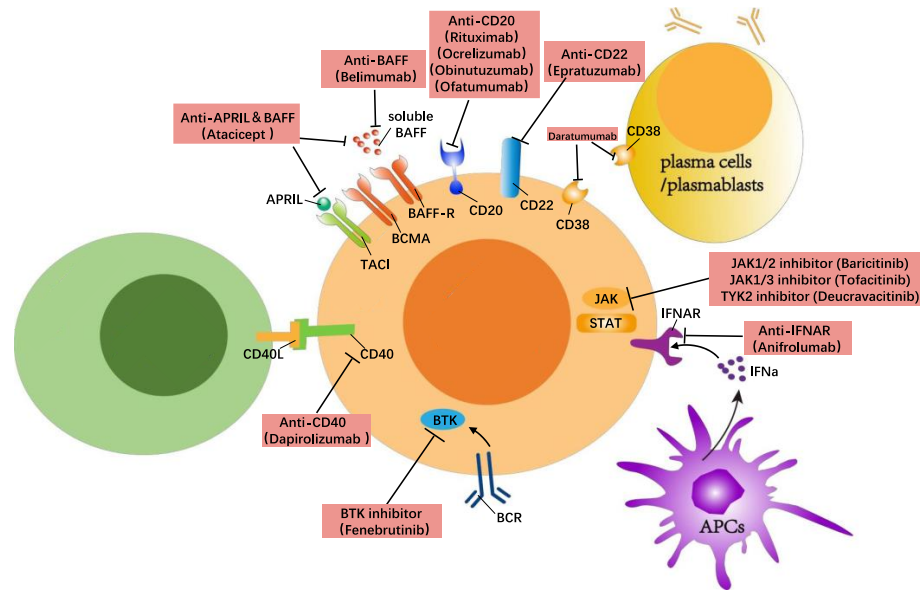 Anti-CD20
(Rituximab)
(Ocrelizumab)
(Obinutuzumab)
(Ofatumumab)
Anti-BAFF
(Belimumab)
Anti-CD22
(Epratuzumab)
Anti-APRIL & BAFF
(Atacicept )
soluble
BAFF
Daratumumab
CD38
plasma cells
/plasmablasts
APRIL
TACI
BCMA
BAFF-R
CD20
CD22
CD38
JAK1/2 inhibitor (Baricitinib)
JAK1/3 inhibitor (Tofacitinib)
TYK2 inhibitor (Deucravacitinib)
JAK
STAT
IFNAR
Anti-IFNAR
(Anifrolumab)
IFNa
CD40L
CD40
Anti-CD40
(Dapirolizumab )
BTK
BTK inhibitor
(Fenebrutinib)
BCR
APCs